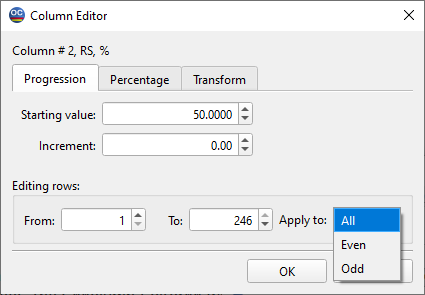 OC Column Editor
Column # 2, RS, %
Progression Percentage Transform
Starting value: 50.0000
Increment: 0.00
Editing rows:
From: 1 To: 246 Apply to: All
Even
Odd
OK